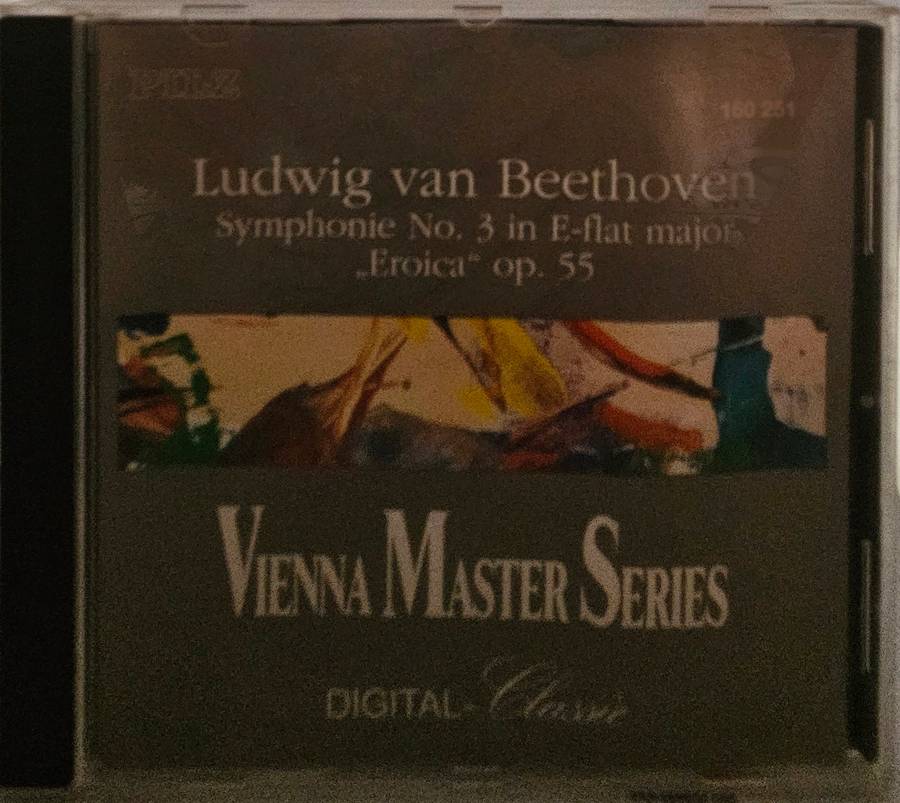 PILZ
160 251
Ludwig van Beethoven
Symphonie No. 3 in E-flat major,
„Eroica“ op. 55
VIENNA MASTER SERIES
DIGITAL-Classic